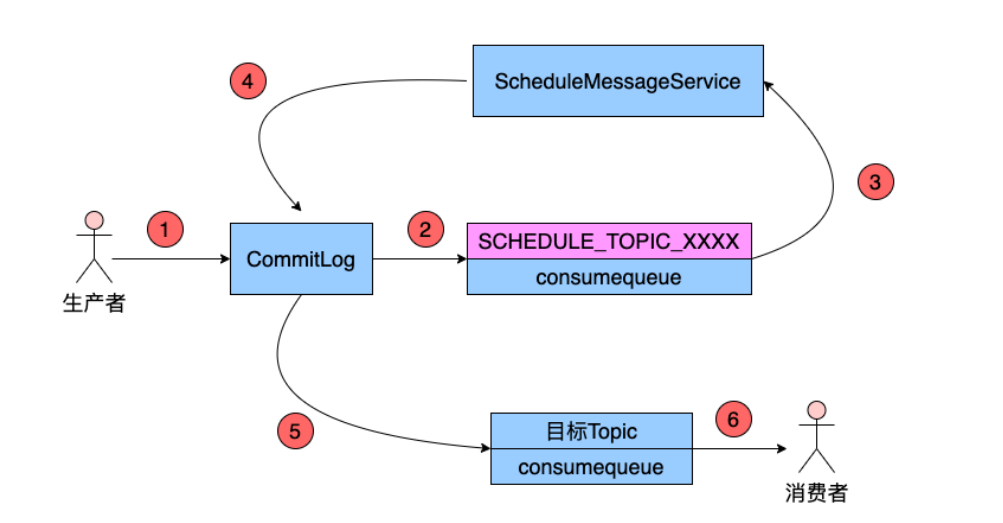 ScheduleMessageService
4
3
1
2
SCHEDULE_TOPIC_XXXX
CommitLog
consumequeue
生产者
5
目标Topic
6
consumequeue
消费者